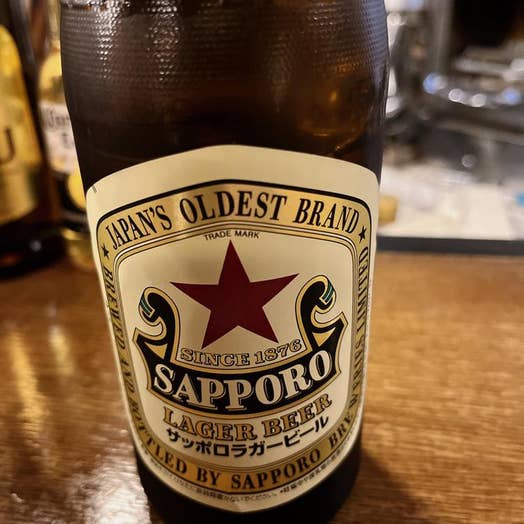 JAPAN'S OLDEST BRAND
TRADE MARK
SINCE 1876
SAPPORO
LAGER BEER
サッポロラガービール
BREWED AND BOTTLED BY SAPPORO